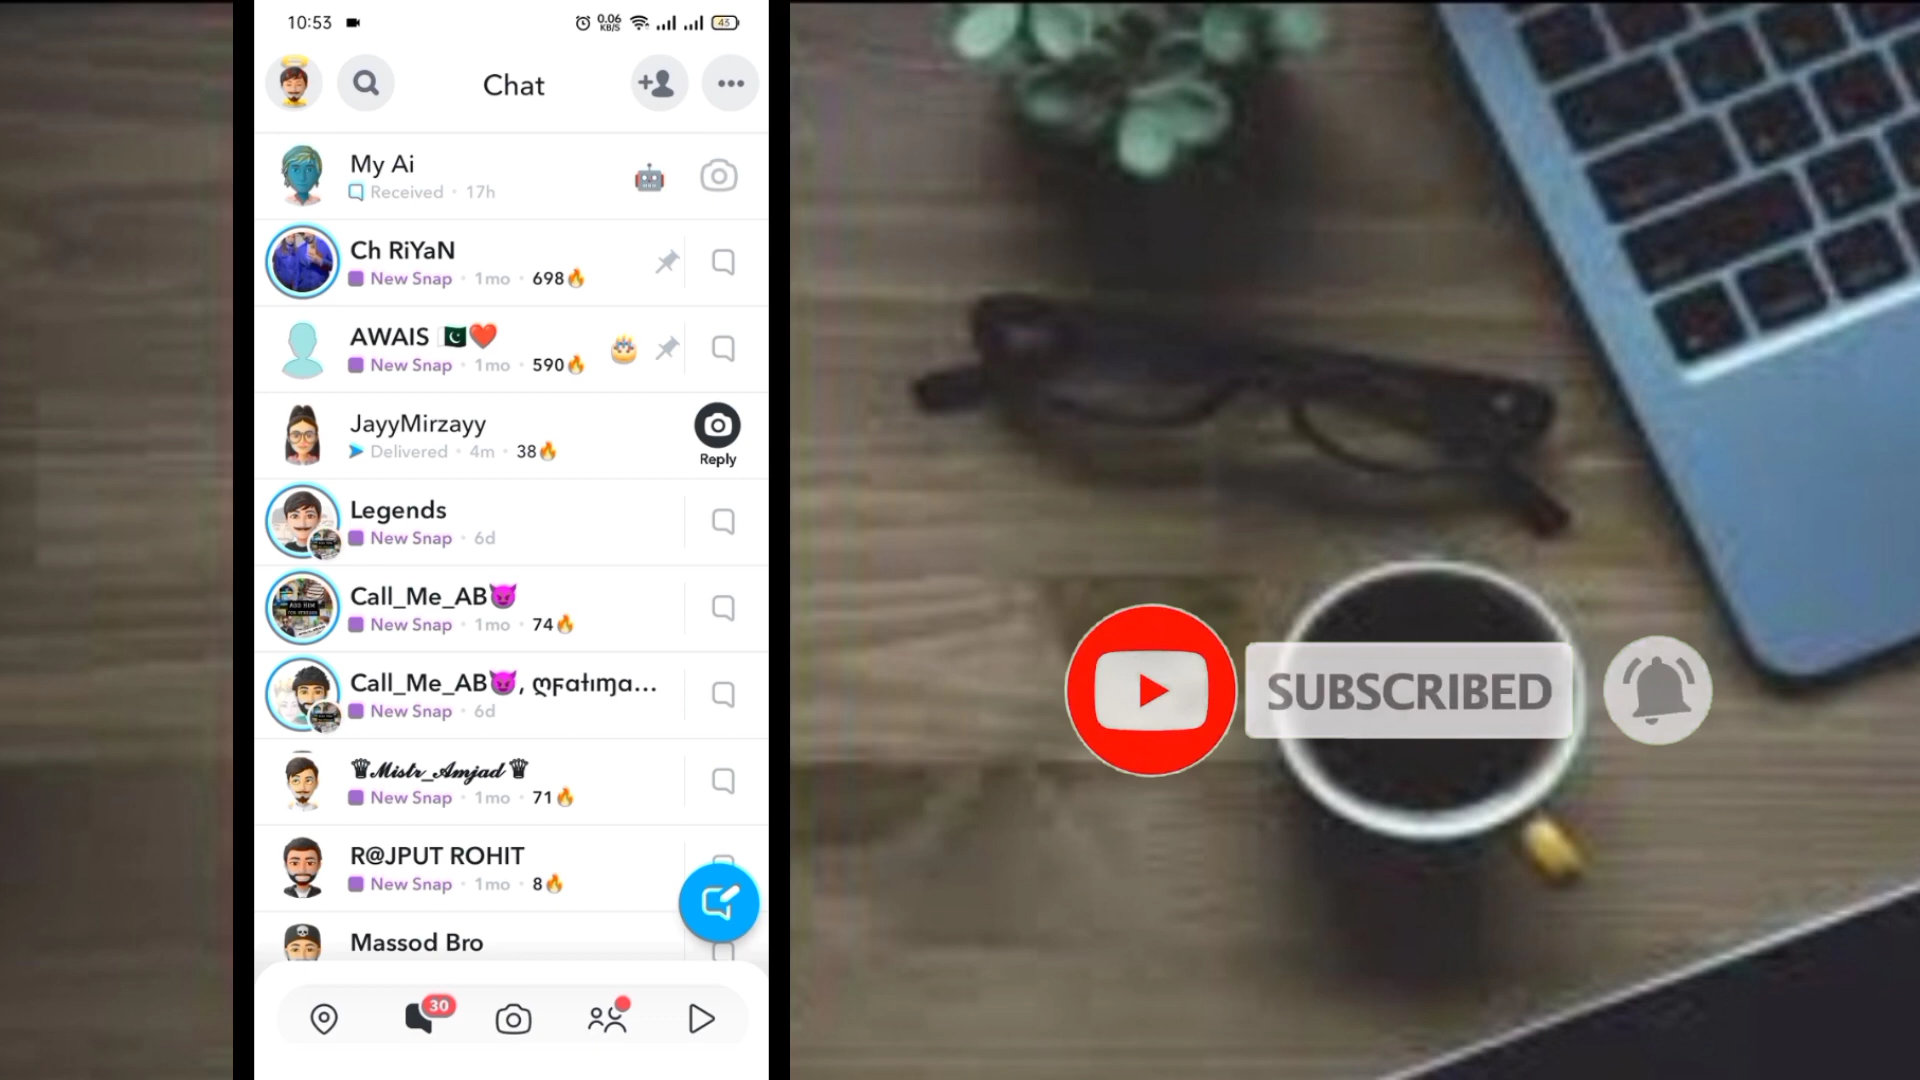 10:53
0.06
KB/S
43
Chat
My Ai
Received · 17h
Ch RiYaN
New Snap · 1mo · 698🔥
AWAIS 🇵🇰❤️
New Snap · 1mo · 590🔥
JayyMirzayy
Delivered · 4m · 38🔥
Reply
Legends
New Snap · 6d
Call_Me_AB😈
New Snap · 1mo · 74🔥
Call_Me_AB😈, ღϝαƚιɱα...
New Snap · 6d
♛𝓜𝓲𝓼𝓽𝓻_𝓐𝓶𝓳𝓪𝓭♛
New Snap · 1mo · 71🔥
R@JPUT ROHIT
New Snap · 1mo · 8🔥
Massod Bro
30
SUBSCRIBED